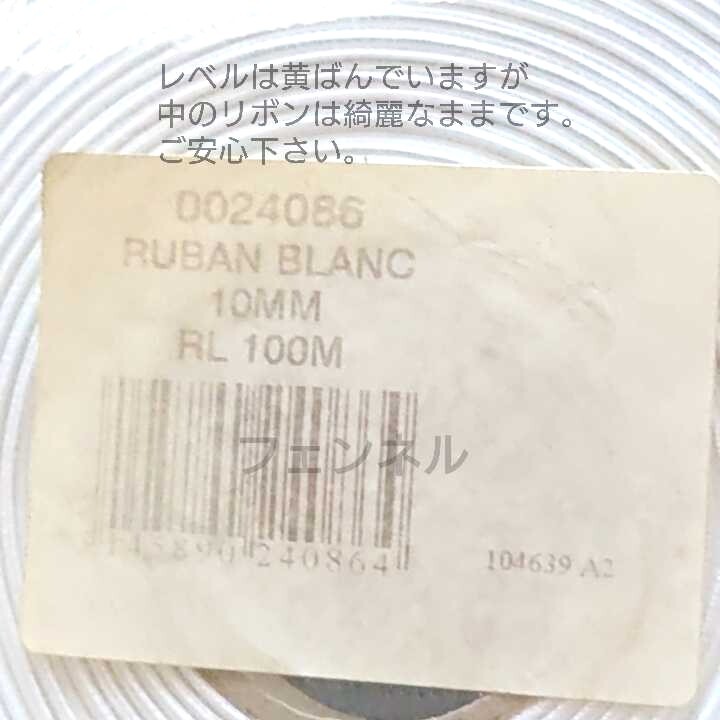 レベルは黄ばんでいますが
中のリボンは綺麗なままです。
ご安心下さい。
0024086
RUBAN BLANC
10MM
RL 100M
フェンネル
240864
104639 A2